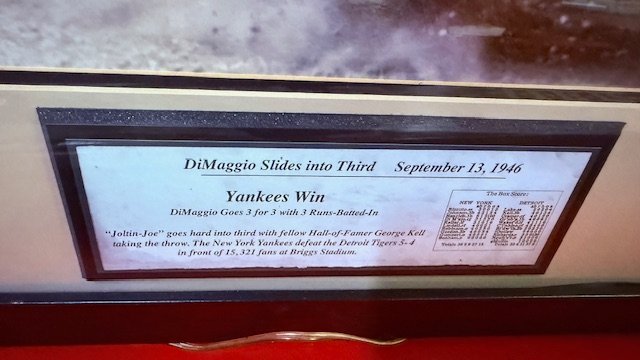 DiMaggio Slides into Third September 13, 1946
Yankees Win
DiMaggio Goes 3 for 3 with 3 Runs-Batted-In
"Joltin-Joe" goes hard into third with fellow Hall-of-Famer George Kell
taking the throw. The New York Yankees defeat the Detroit Tigers 5-4
in front of 15,321 fans at Briggs Stadium.
The Box Score:
NEW YORK DETROIT